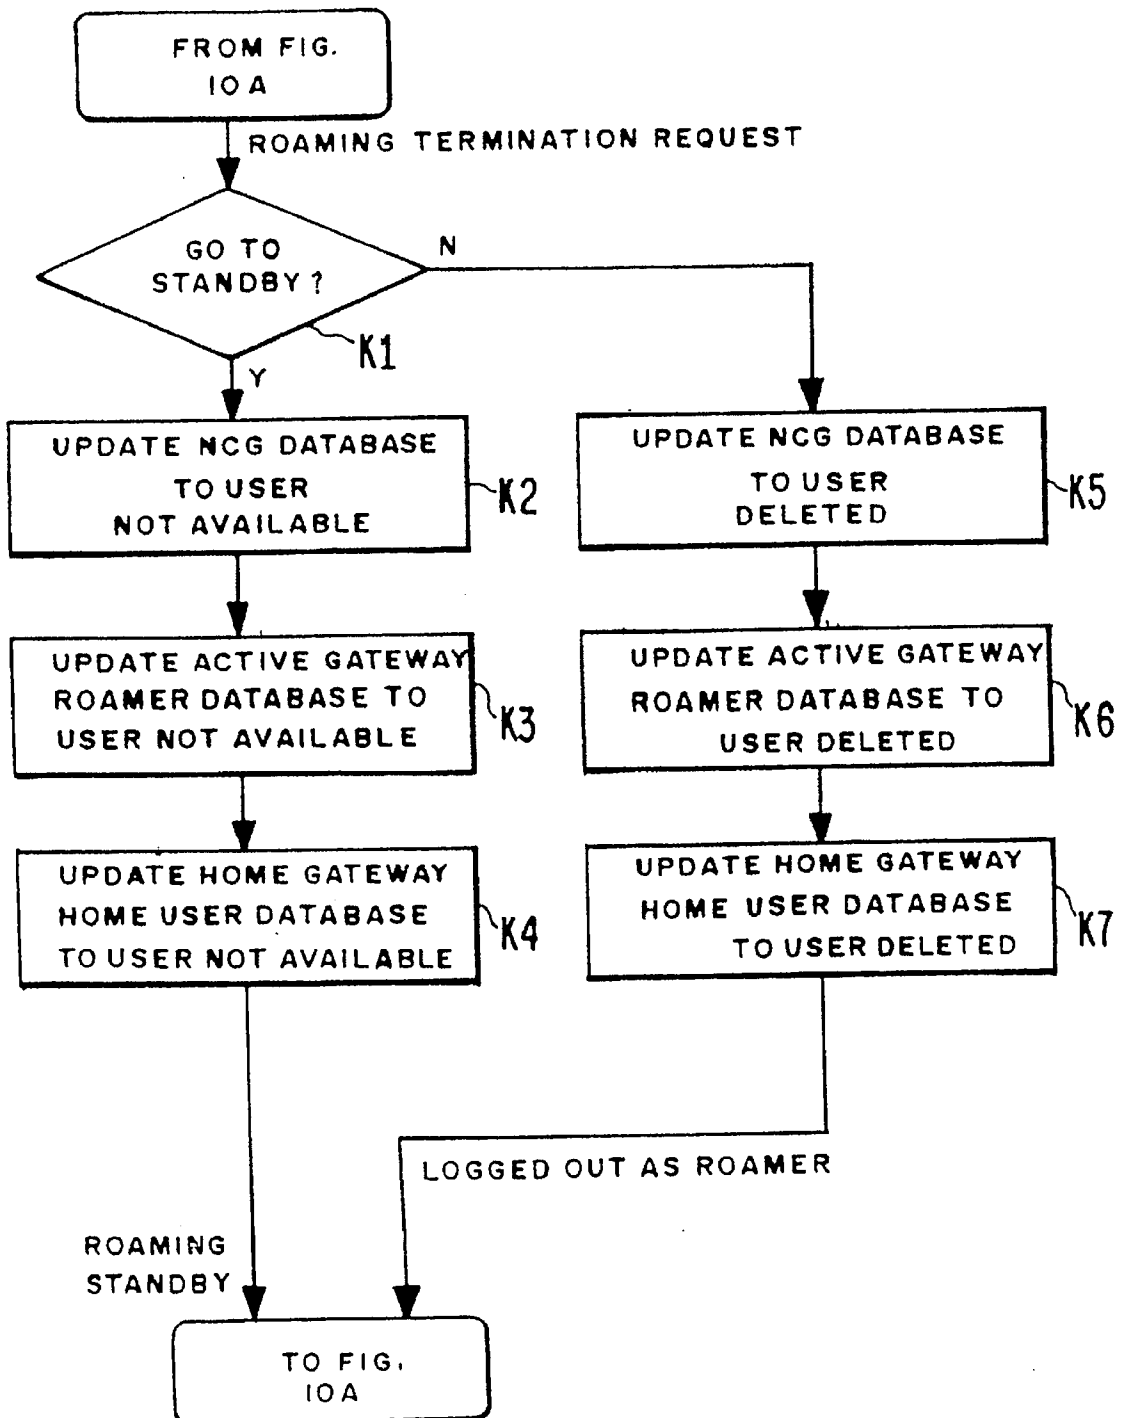 FROM FIG.
10 A
ROAMING TERMINATION REQUEST
GO TO
STANDBY ?
N
K1
Y
UPDATE NCG DATABASE
TO USER
NOT AVAILABLE
K2
UPDATE NCG DATABASE
TO USER
DELETED
K5
UPDATE ACTIVE GATEWAY
ROAMER DATABASE TO
USER NOT AVAILABLE
K3
UPDATE ACTIVE GATEWAY
ROAMER DATABASE TO
USER DELETED
K6
UPDATE HOME GATEWAY
HOME USER DATABASE
TO USER NOT AVAILABLE
K4
UPDATE HOME GATEWAY
HOME USER DATABASE
TO USER DELETED
K7
LOGGED OUT AS ROAMER
ROAMING
STANDBY
TO FIG.
10 A